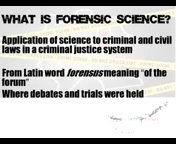 WHAT IS FORENSIC SCIENCE?
Application of science to criminal and civil
laws in a criminal justice system
From Latin word forensus meaning "of the
forum"
Where debates and trials were held